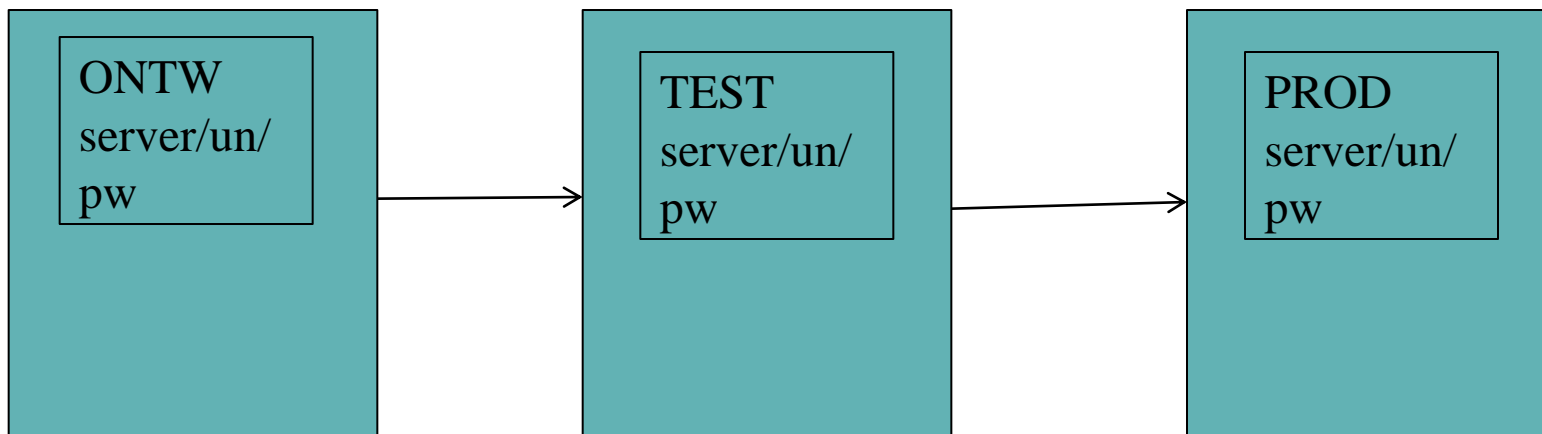 ONTW
server/un/
pw
TEST
server/un/
pw
PROD
server/un/
pw